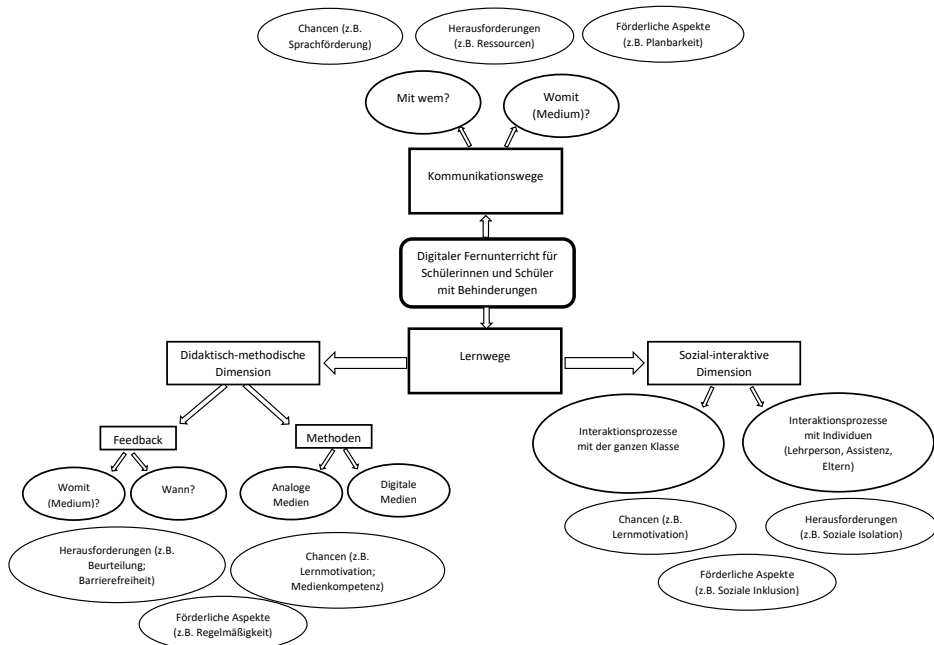 Chancen (z.B.
Sprachförderung)
Herausforderungen
(z.B. Ressourcen)
Förderliche Aspekte
(z.B. Planbarkeit)
Mit wem?
Womit
(Medium)?
Kommunikationswege
Digitaler Fernunterricht für
Schülerinnen und Schüler
mit Behinderungen
Lernwege
Didaktisch-methodische
Dimension
Sozial-interaktive
Dimension
Feedback
Methoden
Womit
(Medium)?
Wann?
Analoge
Medien
Digitale
Medien
Interaktionsprozesse
mit der ganzen Klasse
Interaktionsprozesse
mit Individuen
(Lehrperson, Assistenz,
Eltern)
Herausforderungen (z.B.
Beurteilung;
Barrierefreiheit)
Chancen (z.B.
Lernmotivation;
Medienkompetenz)
Förderliche Aspekte
(z.B. Regelmäßigkeit)
Chancen (z.B.
Lernmotivation)
Herausforderungen
(z.B. Soziale Isolation)
Förderliche Aspekte
(z.B. Soziale Inklusion)